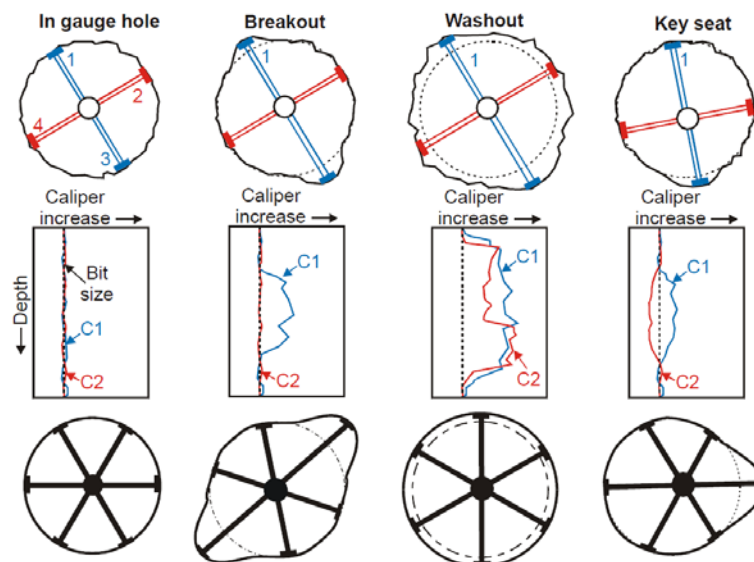 In gauge hole
Breakout
Washout
Key seat
1
2
4
3
1
1
1
Caliper
increase
Caliper
increase
Caliper
increase
Caliper
increase
Depth
Bit
size
C1
C2
C1
C1
C2
C1
C2
C2